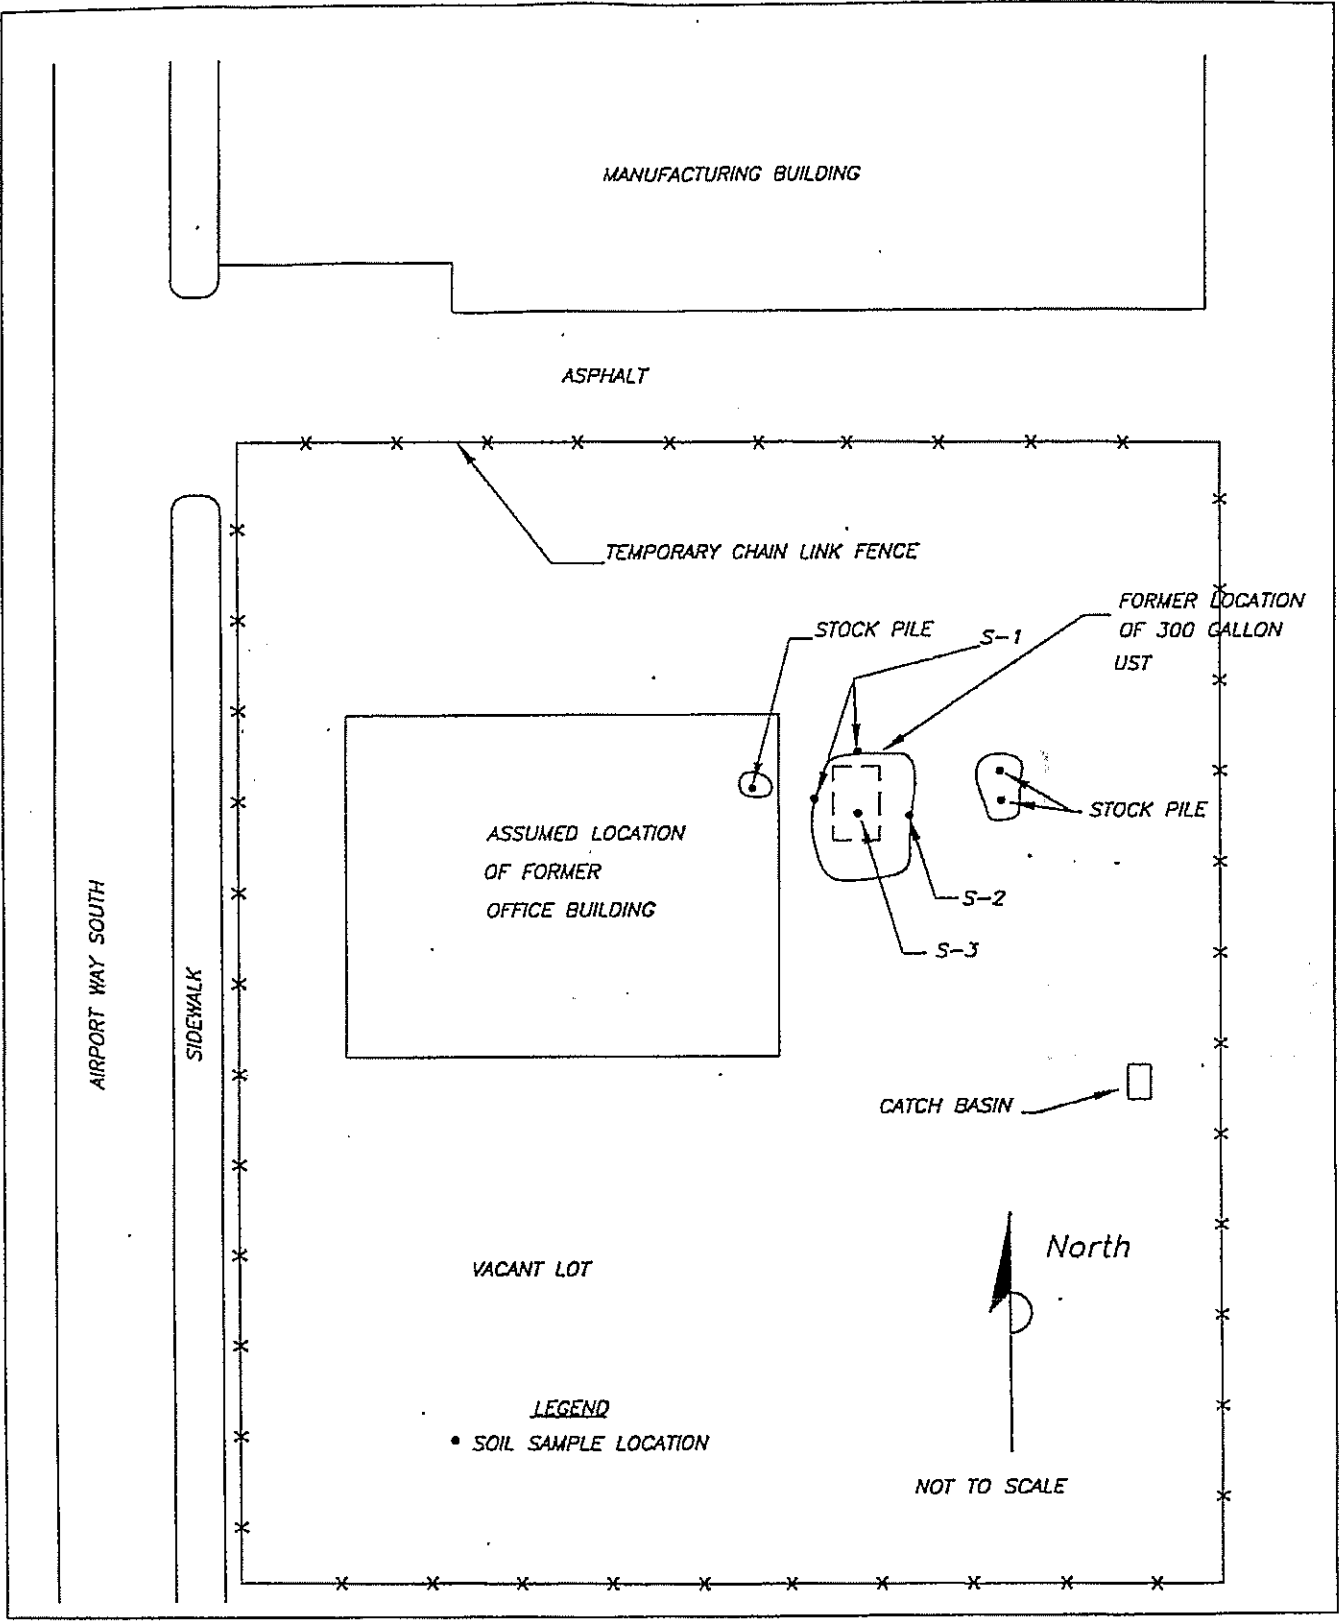 MANUFACTURING BUILDING
ASPHALT
TEMPORARY CHAIN LINK FENCE
FORMER LOCATION
OF 300 GALLON
UST
STOCK PILE
S-1
STOCK PILE
ASSUMED LOCATION
OF FORMER
OFFICE BUILDING
S-2
S-3
AIRPORT WAY SOUTH
SIDEWALK
CATCH BASIN
North
VACANT LOT
LEGEND
• SOIL SAMPLE LOCATION
NOT TO SCALE